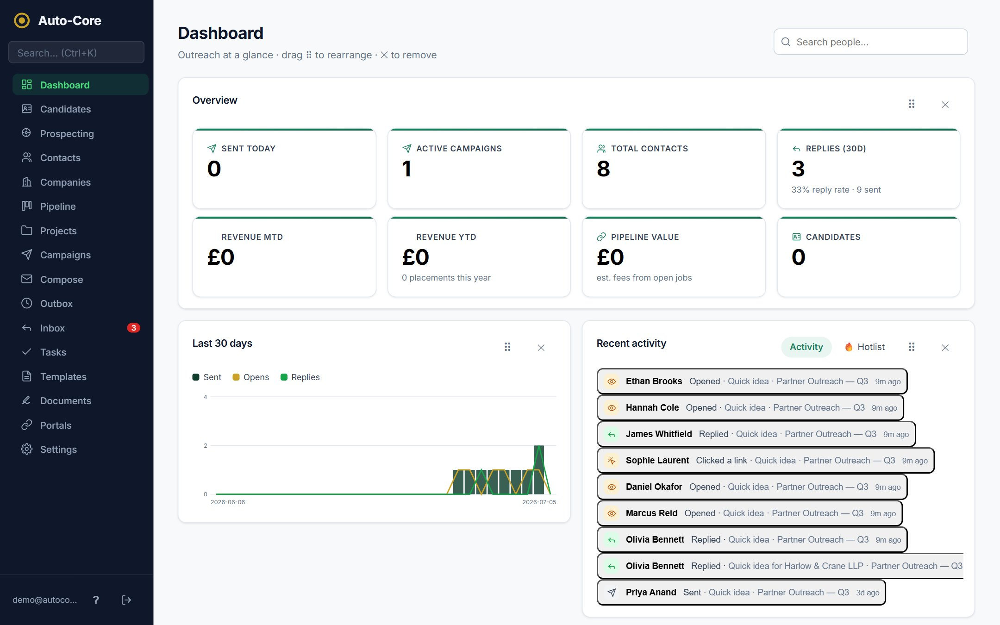 Auto-Core
Search... (Ctrl+K)
Dashboard
Candidates
Prospecting
Contacts
Companies
Pipeline
Projects
Campaigns
Compose
Outbox
Inbox 3
Tasks
Templates
Documents
Portals
Settings
demo@autoco... ?
Dashboard
Outreach at a glance · drag ⠿ to rearrange · ✕ to remove
Search people...
Overview
SENT TODAY
0
ACTIVE CAMPAIGNS
1
TOTAL CONTACTS
8
REPLIES (30D)
3
33% reply rate · 9 sent
REVENUE MTD
£0
REVENUE YTD
£0
0 placements this year
PIPELINE VALUE
£0
est. fees from open jobs
CANDIDATES
0
Last 30 days
Sent Opens Replies
4
2
0
2026-06-06 2026-07-05
Recent activity
Activity 🔥 Hotlist
Ethan Brooks Opened · Quick idea · Partner Outreach — Q3 9m ago
Hannah Cole Opened · Quick idea · Partner Outreach — Q3 9m ago
James Whitfield Replied · Quick idea · Partner Outreach — Q3 9m ago
Sophie Laurent Clicked a link · Quick idea · Partner Outreach — Q3 9m ago
Daniel Okafor Opened · Quick idea · Partner Outreach — Q3 9m ago
Marcus Reid Opened · Quick idea · Partner Outreach — Q3 9m ago
Olivia Bennett Replied · Quick idea · Partner Outreach — Q3 9m ago
Olivia Bennett Replied · Quick idea for Harlow & Crane LLP · Partner Outreach — Q3
Priya Anand Sent · Quick idea · Partner Outreach — Q3 3d ago